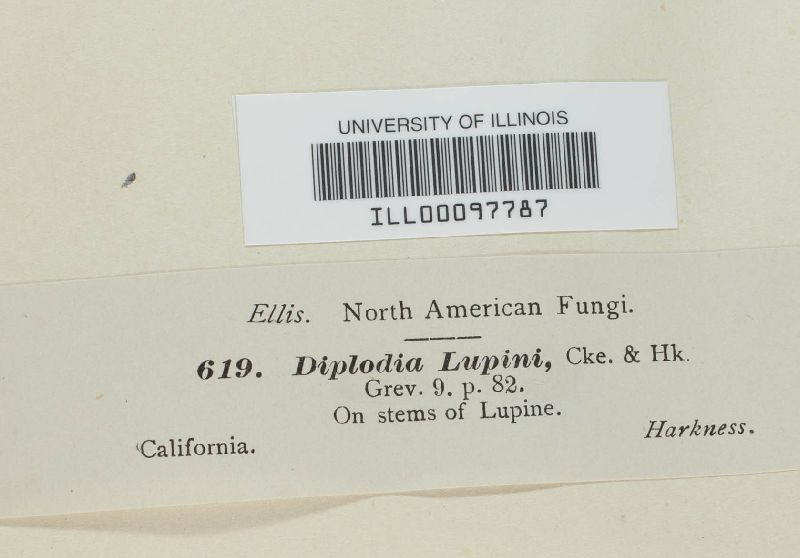 UNIVERSITY OF ILLINOIS
ILL00097787
Ellis. North American Fungi.
619. Diplodia Lupini, Cke. & Hk.
Grev. 9. p. 82.
On stems of Lupine.
California. Harkness.